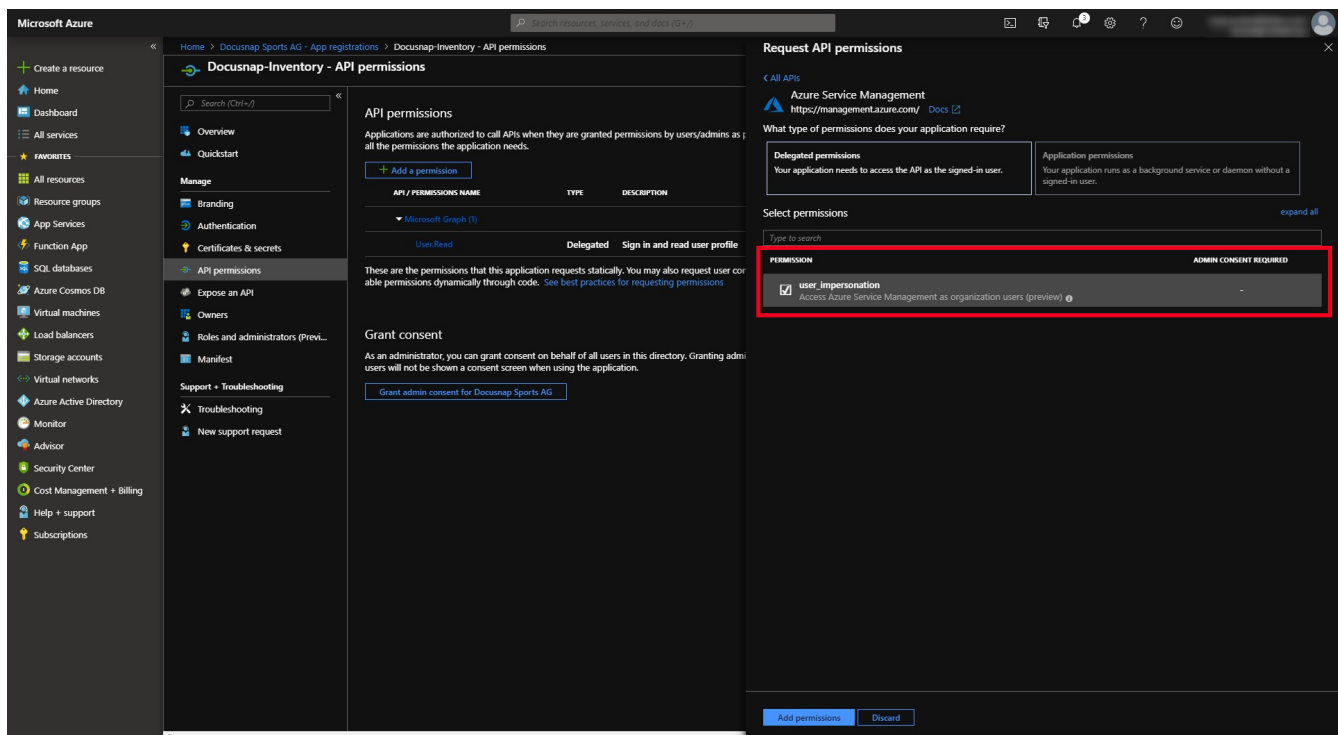 Microsoft Azure
Search resources, services, and docs (G+/)
3
«
Create a resource
Home
Dashboard
All services
FAVORITES
All resources
Resource groups
App Services
Function App
SQL databases
Azure Cosmos DB
Virtual machines
Load balancers
Storage accounts
Virtual networks
Azure Active Directory
Monitor
Advisor
Security Center
Cost Management + Billing
Help + support
Subscriptions
Home > Docusnap Sports AG - App registrations > Docusnap-Inventory - API permissions
Docusnap-Inventory - API permissions
Search (Ctrl+/)
«
Overview
Quickstart
Manage
Branding
Authentication
Certificates & secrets
API permissions
Expose an API
Owners
Roles and administrators (Previ...
Manifest
Support + Troubleshooting
Troubleshooting
New support request
API permissions
Applications are authorized to call APIs when they are granted permissions by users/admins as p
all the permissions the application needs.
+ Add a permission
API / PERMISSIONS NAME TYPE DESCRIPTION
Microsoft Graph (1)
User.Read Delegated Sign in and read user profile
These are the permissions that this application requests statically. You may also request user cor
able permissions dynamically through code. See best practices for requesting permissions
Grant consent
As an administrator, you can grant consent on behalf of all users in this directory. Granting admi
users will not be shown a consent screen when using the application.
Grant admin consent for Docusnap Sports AG
Request API permissions
< All APIs
Azure Service Management
https://management.azure.com/ Docs
What type of permissions does your application require?
Delegated permissions
Your application needs to access the API as the signed-in user.
Application permissions
Your application runs as a background service or daemon without a
signed-in user.
Select permissions expand all
Type to search
PERMISSION ADMIN CONSENT REQUIRED
user_impersonation -
Access Azure Service Management as organization users (preview)
Add permissions Discard